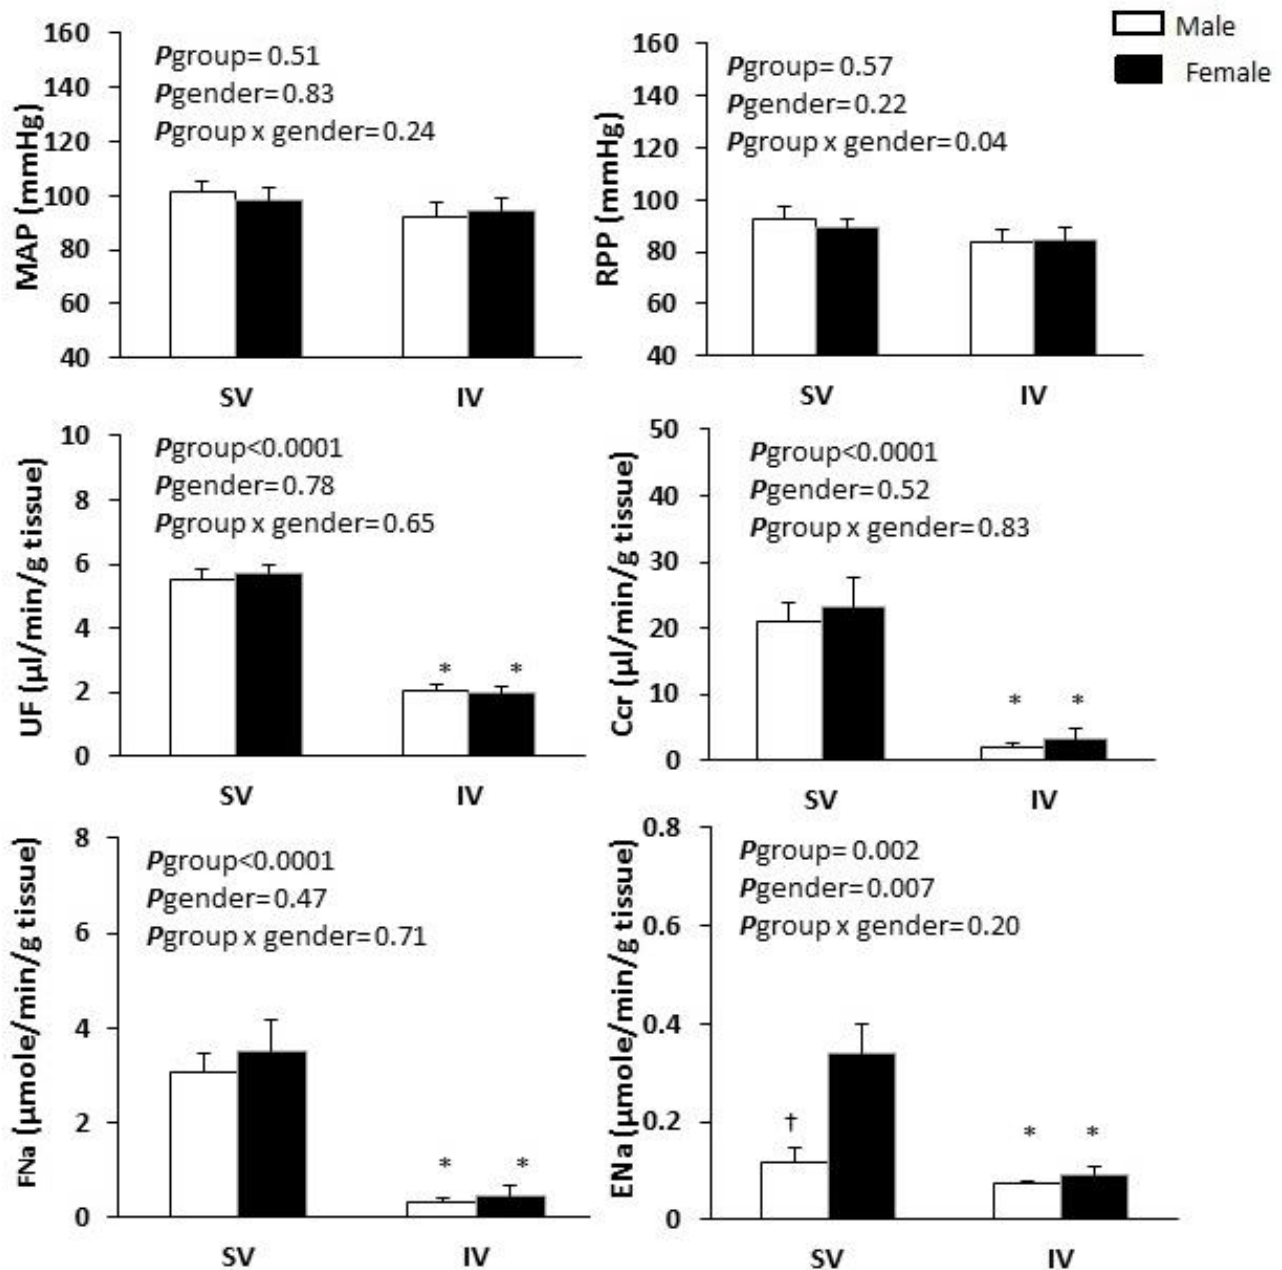 Male
Female
MAP (mmHg)
160
140
120
100
80
60
40
Pgroup= 0.51
Pgender= 0.83
Pgroup x gender= 0.24
SV
IV
RPP (mmHg)
160
140
120
100
80
60
40
Pgroup= 0.57
Pgender= 0.22
Pgroup x gender= 0.04
SV
IV
UF (µl/min/g tissue)
10
8
6
4
2
0
Pgroup<0.0001
Pgender= 0.78
Pgroup x gender= 0.65
*
*
SV
IV
Ccr (µl/min/g tissue)
50
40
30
20
10
0
Pgroup<0.0001
Pgender= 0.52
Pgroup x gender= 0.83
*
*
SV
IV
FNa (µmole/min/g tissue)
8
6
4
2
0
Pgroup<0.0001
Pgender= 0.47
Pgroup x gender= 0.71
*
*
SV
IV
ENa (µmole/min/g tissue)
0.8
0.6
0.4
0.2
0
Pgroup= 0.002
Pgender= 0.007
Pgroup x gender= 0.20
†
*
*
SV
IV